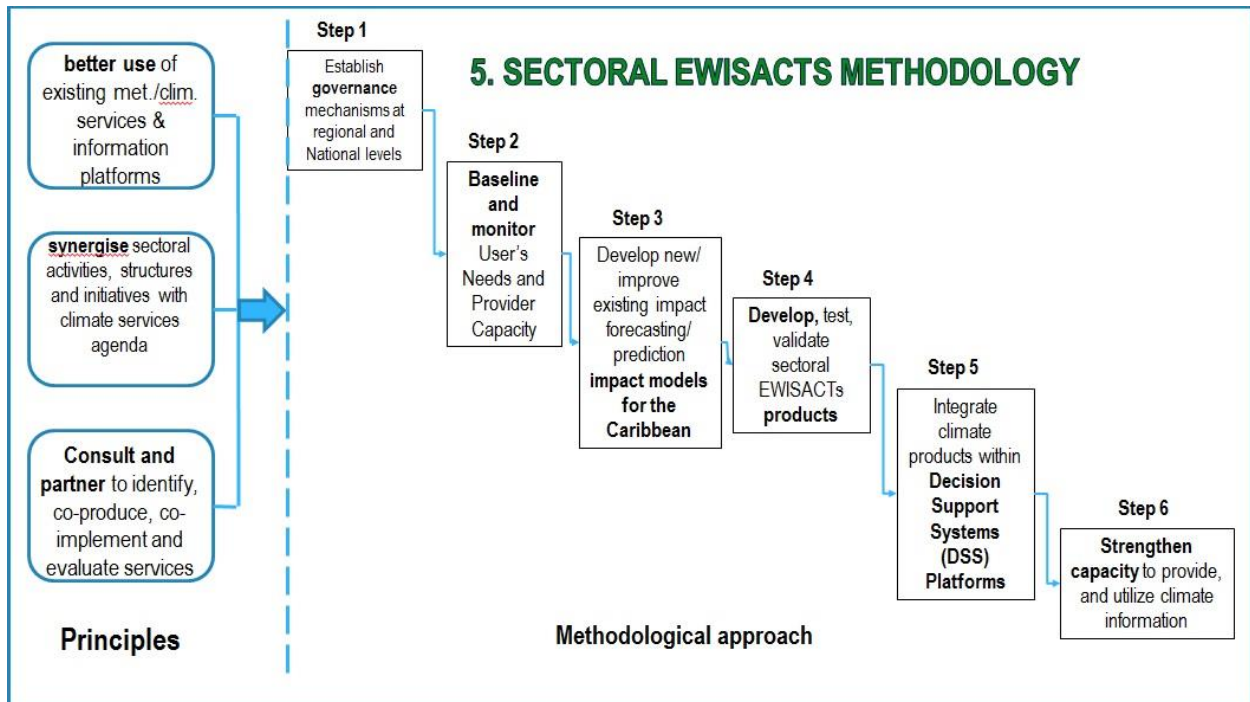 5. SECTORAL EWISACTS METHODOLOGY
better use of
existing met./clim.
services &
information
platforms
synergise sectoral
activities, structures
and initiatives with
climate services
agenda
Consult and
partner to identify,
co-produce, co-
implement and
evaluate services
Principles
Step 1
Establish
governance
mechanisms at
regional and
National levels
Step 2
Baseline
and
monitor
User's
Needs and
Provider
Capacity
Step 3
Develop new/
improve
existing impact
forecasting/
prediction
impact models
for the
Caribbean
Step 4
Develop, test,
validate
sectoral
EWISACTs
products
Step 5
Integrate
climate
products within
Decision
Support
Systems
(DSS)
Platforms
Step 6
Strengthen
capacity to provide,
and utilize climate
information
Methodological approach